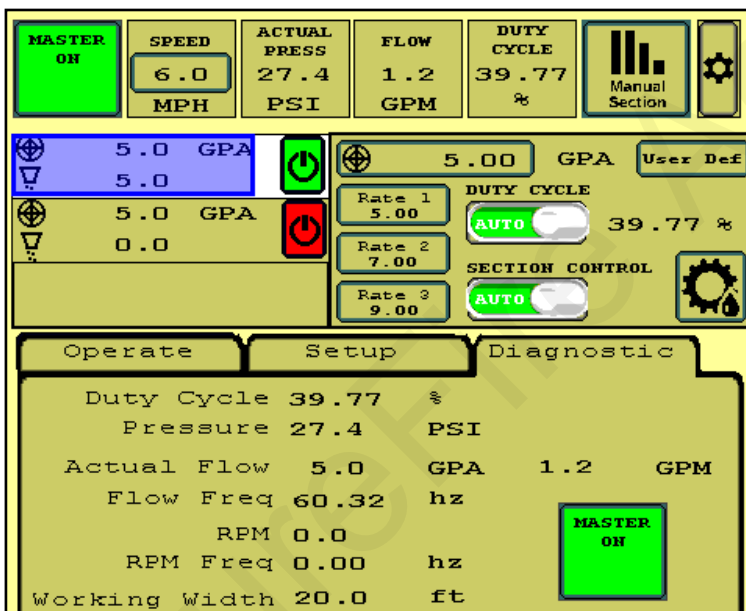 MASTER ON
SPEED
6.0
MPH
ACTUAL PRESS
27.4
PSI
FLOW
1.2
GPM
DUTY CYCLE
39.77
%
Manual Section
5.0 GPA
5.0
5.0 GPA
0.0
5.00 GPA User Def
Rate 1
5.00
DUTY CYCLE
AUTO 39.77 %
Rate 2
7.00
SECTION CONTROL
Rate 3
9.00
AUTO
Operate Setup Diagnostic
Duty Cycle 39.77 %
Pressure 27.4 PSI
Actual Flow 5.0 GPA 1.2 GPM
Flow Freq 60.32 hz
MASTER ON
RPM 0.0
RPM Freq 0.00 hz
Working Width 20.0 ft